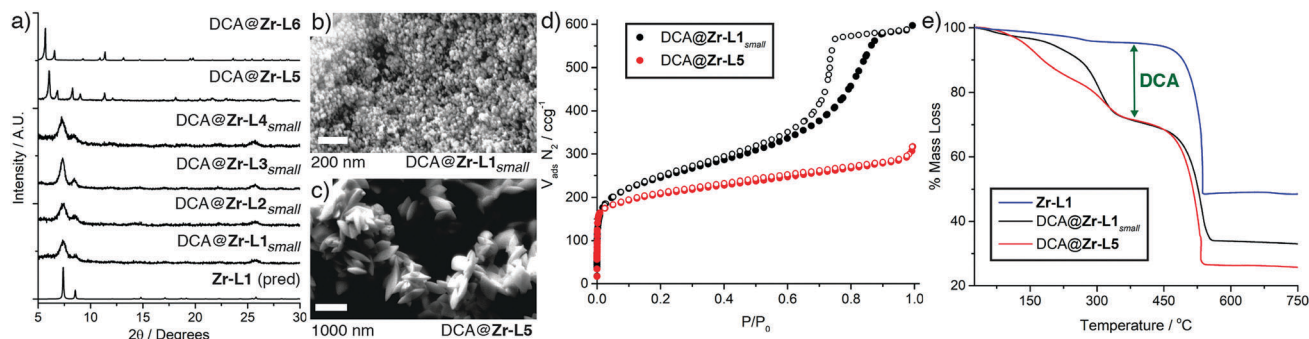 a)
DCA@Zr-L6
DCA@Zr-L5
DCA@Zr-L4small
DCA@Zr-L3small
DCA@Zr-L2small
DCA@Zr-L1small
Zr-L1 (pred)
Intensity / A.U.
5 10 15 20 25 30
2θ / Degrees
b)
200 nm
DCA@Zr-L1small
c)
1000 nm
DCA@Zr-L5
d)
DCA@Zr-L1small
DCA@Zr-L5
600
500
400
300
200
100
0
Vads N2 / ccg-1
0.0 0.2 0.4 0.6 0.8 1.0
P/P0
e)
100
80
60
40
20
% Mass Loss
DCA
Zr-L1
DCA@Zr-L1small
DCA@Zr-L5
150 300 450 600 750
Temperature / °C